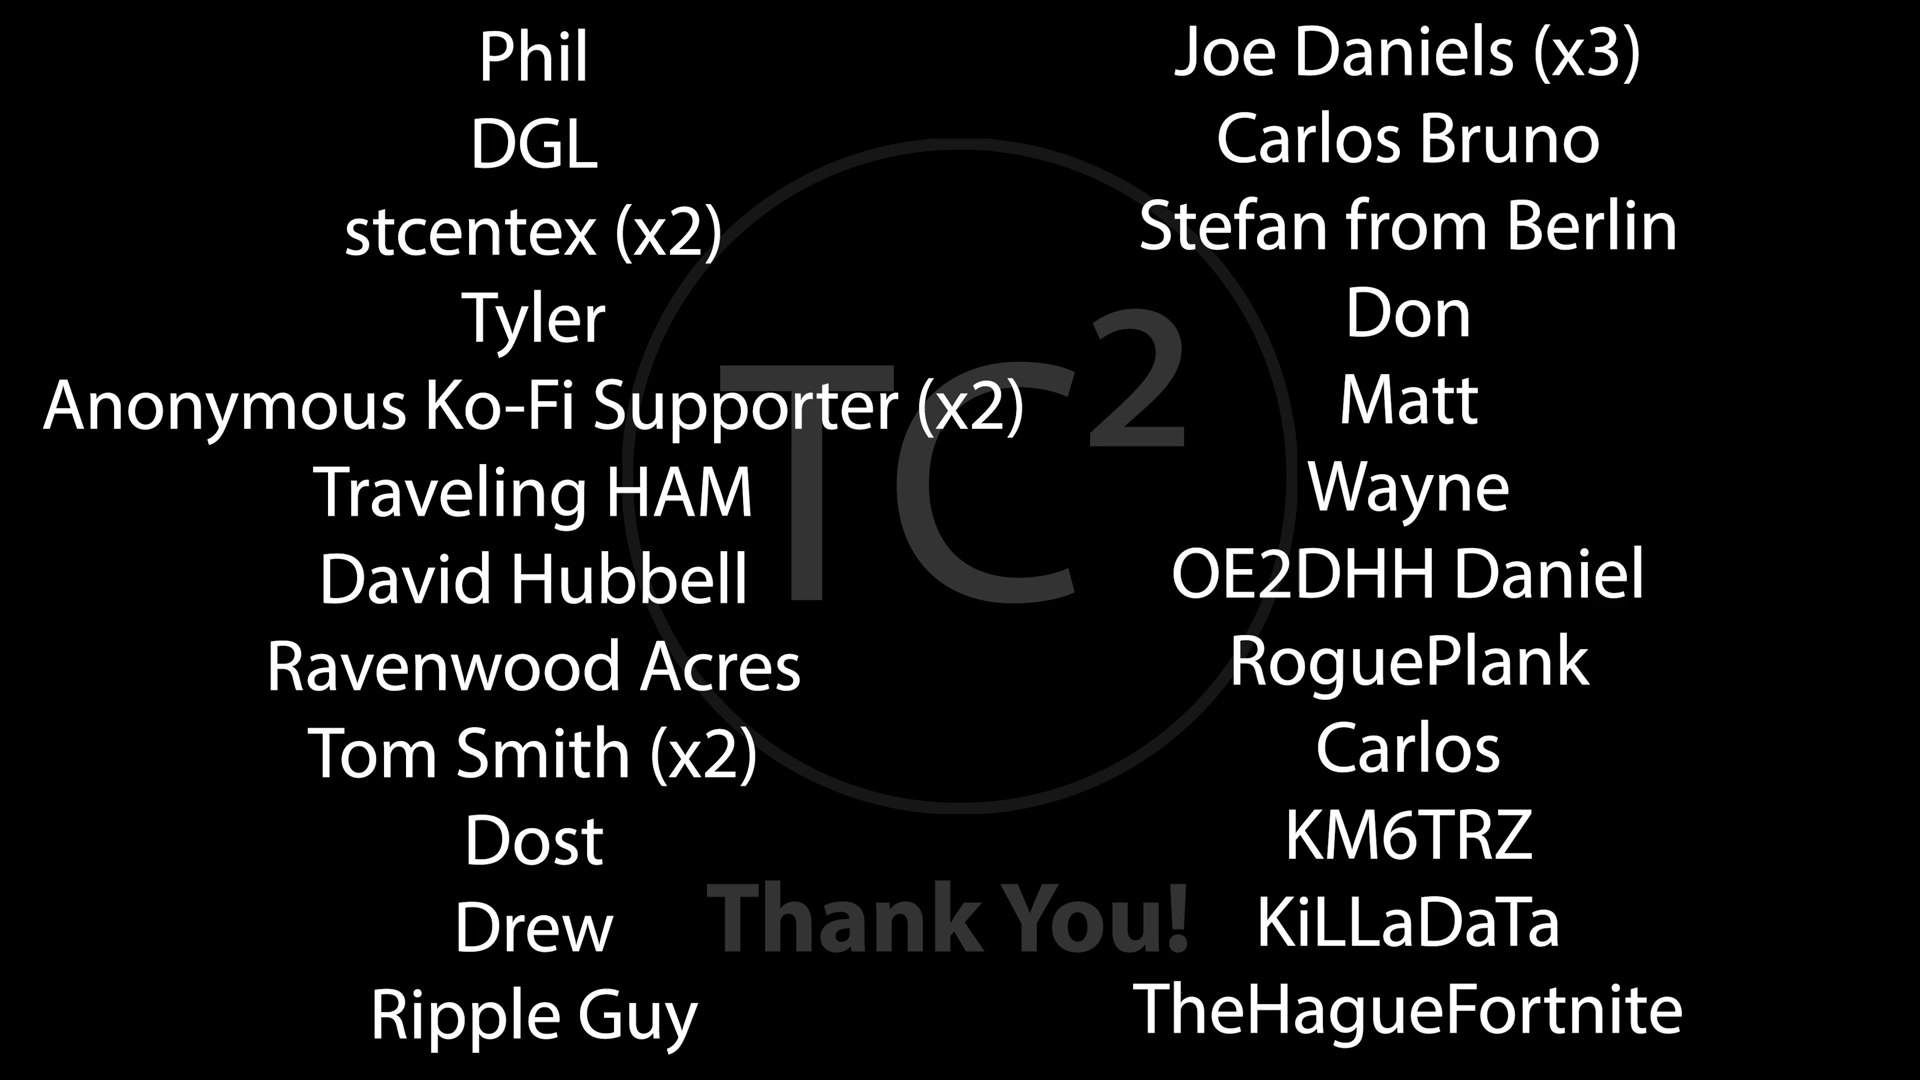 Phil
DGL
stcentex (x2)
Tyler
Anonymous Ko-Fi Supporter (x2)
Traveling HAM
David Hubbell
Ravenwood Acres
Tom Smith (x2)
Dost
Drew
Ripple Guy
Joe Daniels (x3)
Carlos Bruno
Stefan from Berlin
Don
Matt
Wayne
OE2DHH Daniel
RoguePlank
Carlos
KM6TRZ
KiLLaDaTa
TheHagueFortnite
TC²
Thank You!